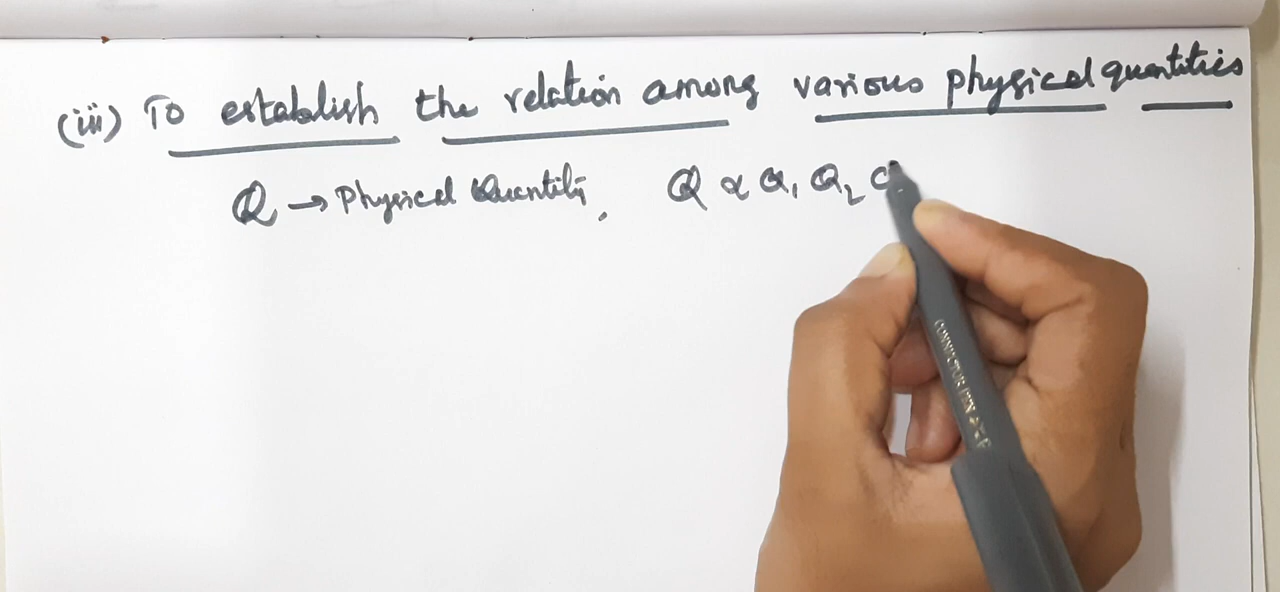 (iii) To establish the relation among various physical quantities
Q → Physical Quantity, Q ∝ Q₁ Q₂